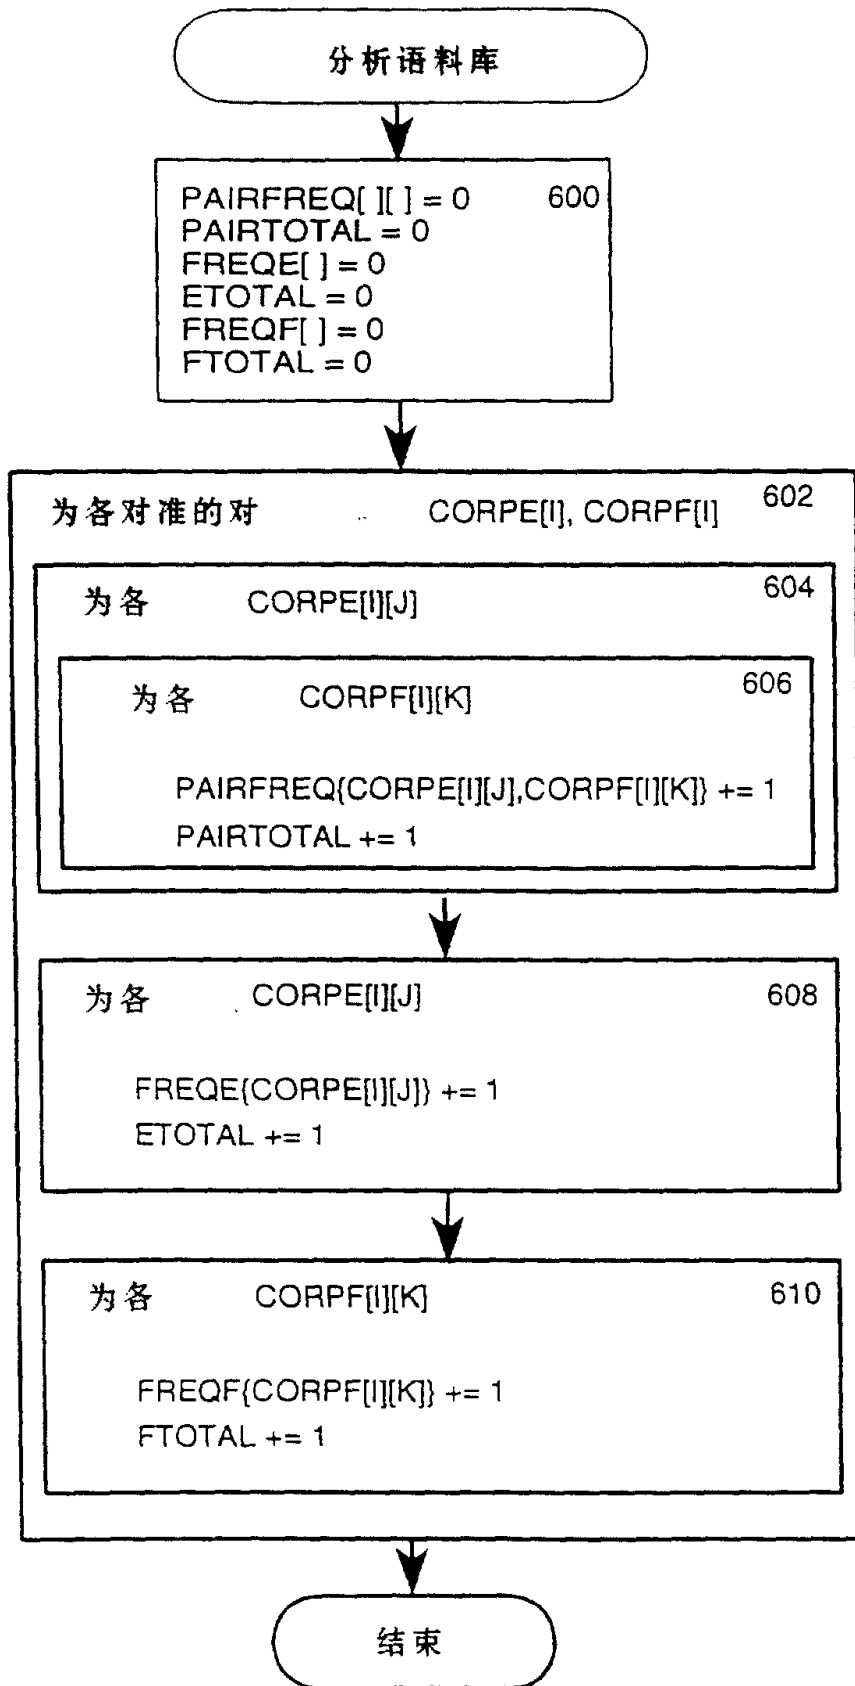 分析语料库
PAIRFREQ[ ][ ] = 0 600
PAIRTOTAL = 0
FREQE[ ] = 0
ETOTAL = 0
FREQF[ ] = 0
FTOTAL = 0
为各对准的对 CORPE[I], CORPF[I] 602
为各 CORPE[I][J] 604
为各 CORPF[I][K] 606
PAIRFREQ{CORPE[I][J],CORPF[I][K]} += 1
PAIRTOTAL += 1
为各 CORPE[I][J] 608
FREQE{CORPE[I][J]} += 1
ETOTAL += 1
为各 CORPF[I][K] 610
FREQF{CORPF[I][K]} += 1
FTOTAL += 1
结束